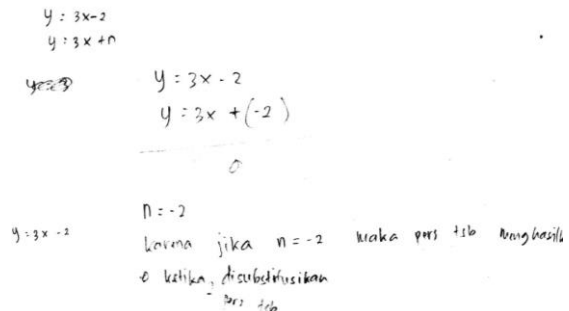 y = 3x-2
y = 3x+n
y = 3x - 2
y = 3x + (-2)
0
n = -2
y = 3x -2
karena jika n = -2 maka pers tsb menghasilk
0 ketika disubstitusikan
pers tsb